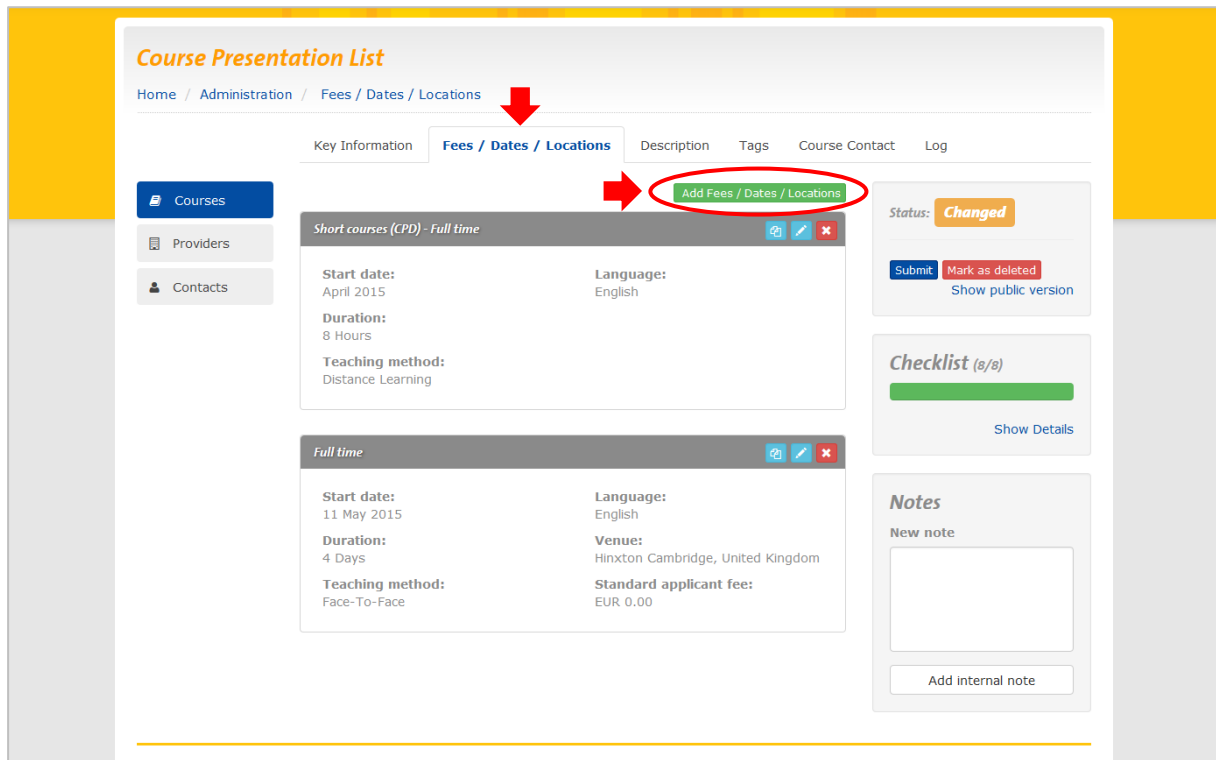 Course Presentation List
Home / Administration / Fees / Dates / Locations
Key Information
Fees / Dates / Locations
Description
Tags
Course Contact
Log
Courses
Providers
Contacts
Add Fees / Dates / Locations
Short courses (CPD) - Full time
Start date:
April 2015
Language:
English
Duration:
8 Hours
Teaching method:
Distance Learning
Full time
Start date:
11 May 2015
Language:
English
Duration:
4 Days
Venue:
Hinxton Cambridge, United Kingdom
Teaching method:
Face-To-Face
Standard applicant fee:
EUR 0.00
Status: Changed
Submit
Mark as deleted
Show public version
Checklist (8/8)
Show Details
Notes
New note
Add internal note